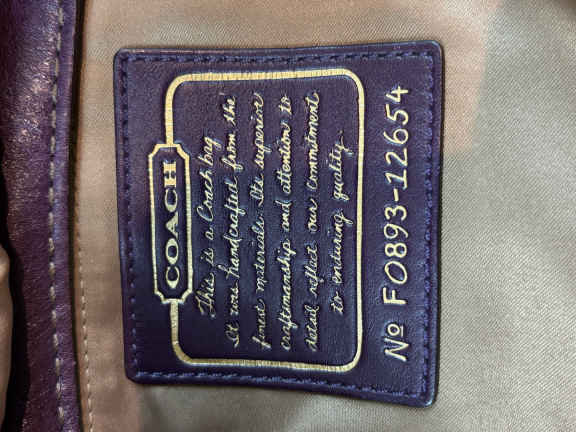 COACH
This is a Coach bag
It was handcrafted from the
finest materials. Its superior
craftsmanship and attention to
detail reflect our commitment
to enduring quality.
Nº F0893-12654